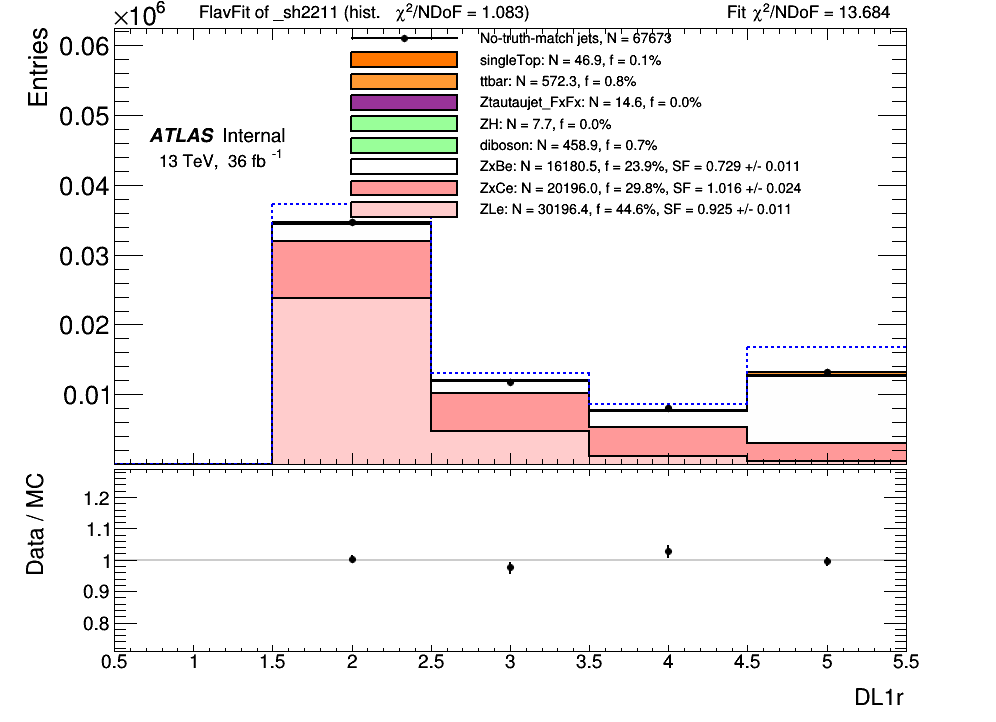 ×10⁶ FlavFit of _sh2211 (hist. χ²/NDoF = 1.083) Fit χ²/NDoF = 13.684
Entries
0.06
0.05
0.04
0.03
0.02
0.01
ATLAS Internal
13 TeV, 36 fb⁻¹
No-truth-match jets, N = 67673
singleTop: N = 46.9, f = 0.1%
ttbar: N = 572.3, f = 0.8%
Ztautaujet_FxFx: N = 14.6, f = 0.0%
ZH: N = 7.7, f = 0.0%
diboson: N = 458.9, f = 0.7%
ZxBe: N = 16180.5, f = 23.9%, SF = 0.729 +/- 0.011
ZxCe: N = 20196.0, f = 29.8%, SF = 1.016 +/- 0.024
ZLe: N = 30196.4, f = 44.6%, SF = 0.925 +/- 0.011
Data / MC
1.2
1.1
1
0.9
0.8
0.5 1 1.5 2 2.5 3 3.5 4 4.5 5 5.5
DL1r